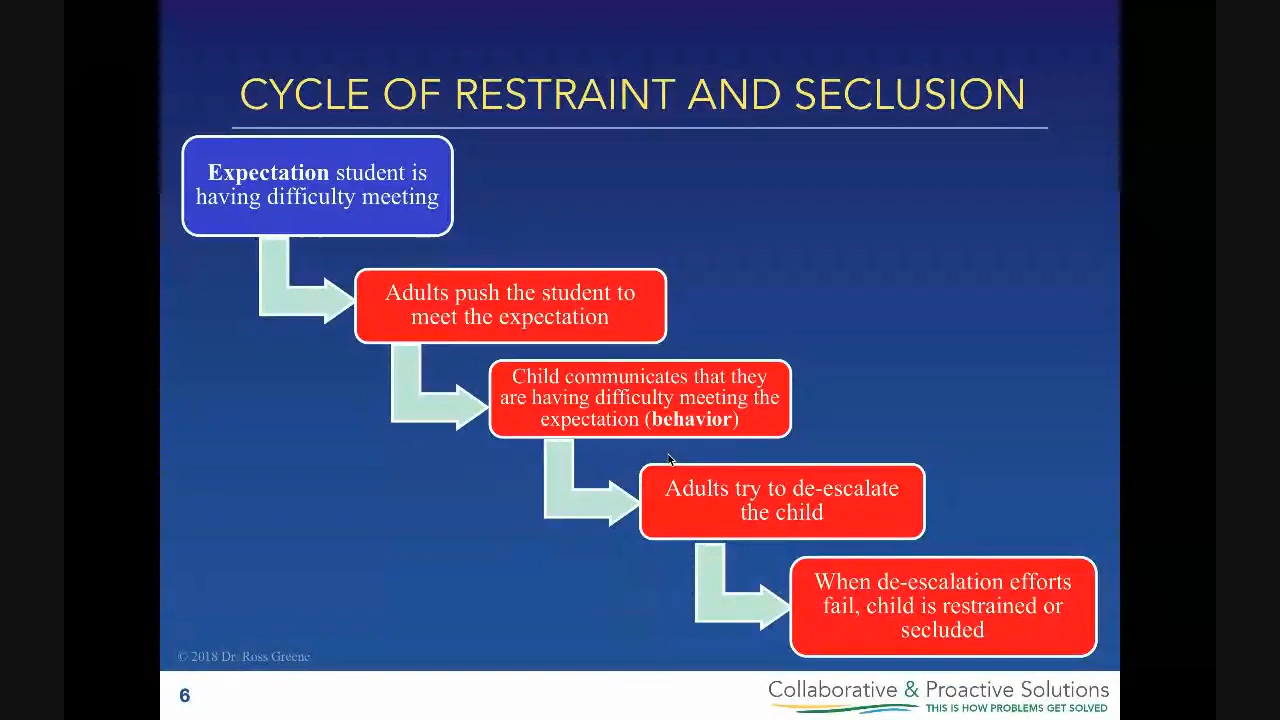 CYCLE OF RESTRAINT AND SECLUSION
Expectation student is
having difficulty meeting
Adults push the student to
meet the expectation
Child communicates that they
are having difficulty meeting the
expectation (behavior)
Adults try to de-escalate
the child
When de-escalation efforts
fail, child is restrained or
secluded
© 2018 Dr. Ross Greene
6
Collaborative & Proactive Solutions
THIS IS HOW PROBLEMS GET SOLVED